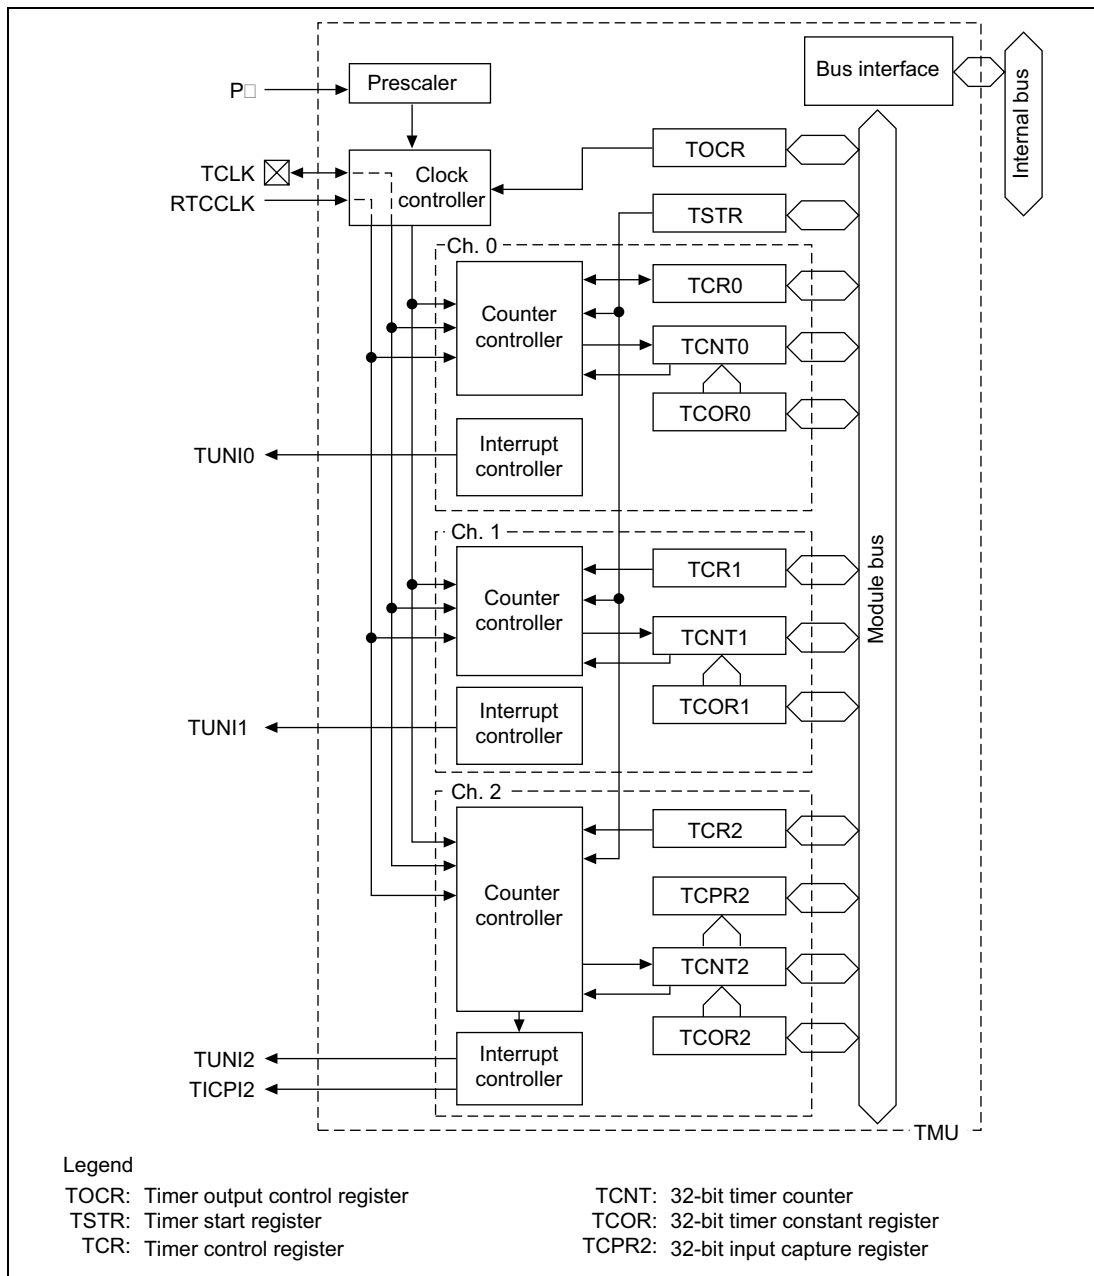 Bus interface
Internal bus
Prescaler
P□
TOCR
TCLK
Clock
controller
RTCCLK
TSTR
Ch. 0
TCR0
Counter
controller
TCNT0
TCOR0
Interrupt
controller
TUNI0
Ch. 1
TCR1
Counter
controller
TCNT1
Module bus
TCOR1
Interrupt
controller
TUNI1
Ch. 2
TCR2
Counter
controller
TCPR2
TCNT2
TCOR2
Interrupt
controller
TUNI2
TICPI2
TMU
Legend
TOCR: Timer output control register
TSTR: Timer start register
TCR: Timer control register
TCNT: 32-bit timer counter
TCOR: 32-bit timer constant register
TCPR2: 32-bit input capture register